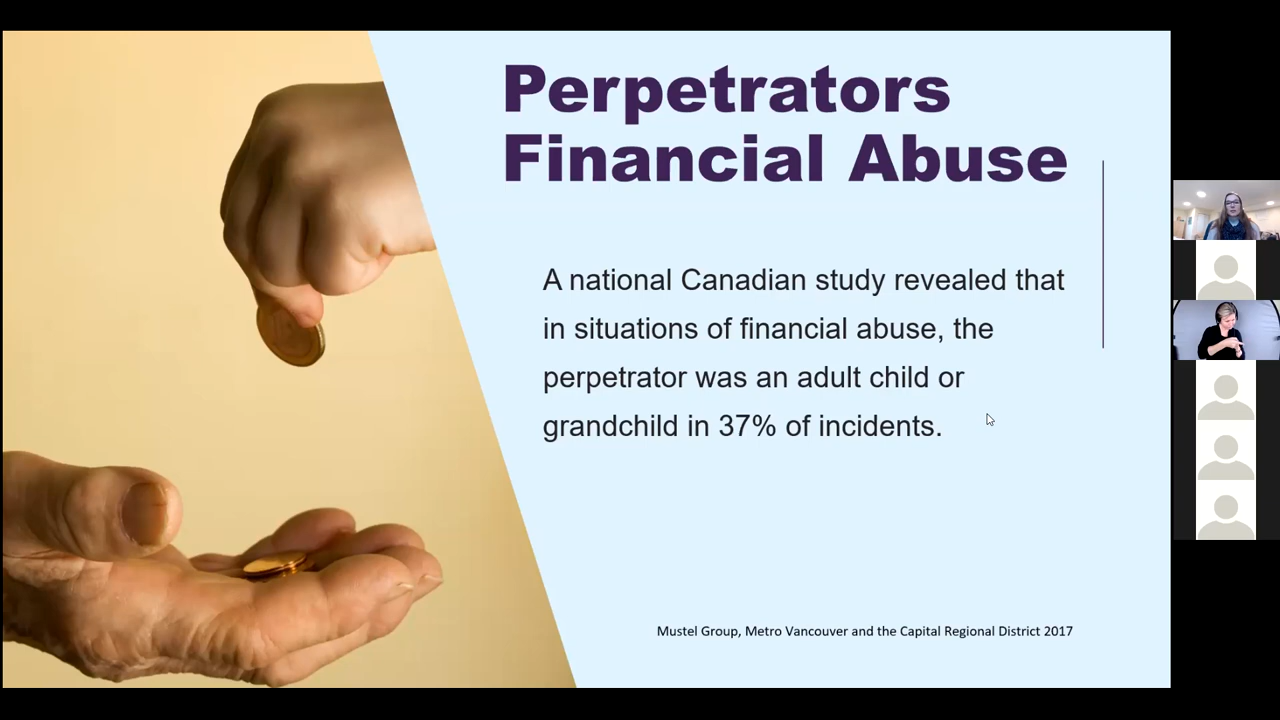 Perpetrators
Financial Abuse
A national Canadian study revealed that
in situations of financial abuse, the
perpetrator was an adult child or
grandchild in 37% of incidents.
Mustel Group, Metro Vancouver and the Capital Regional District 2017